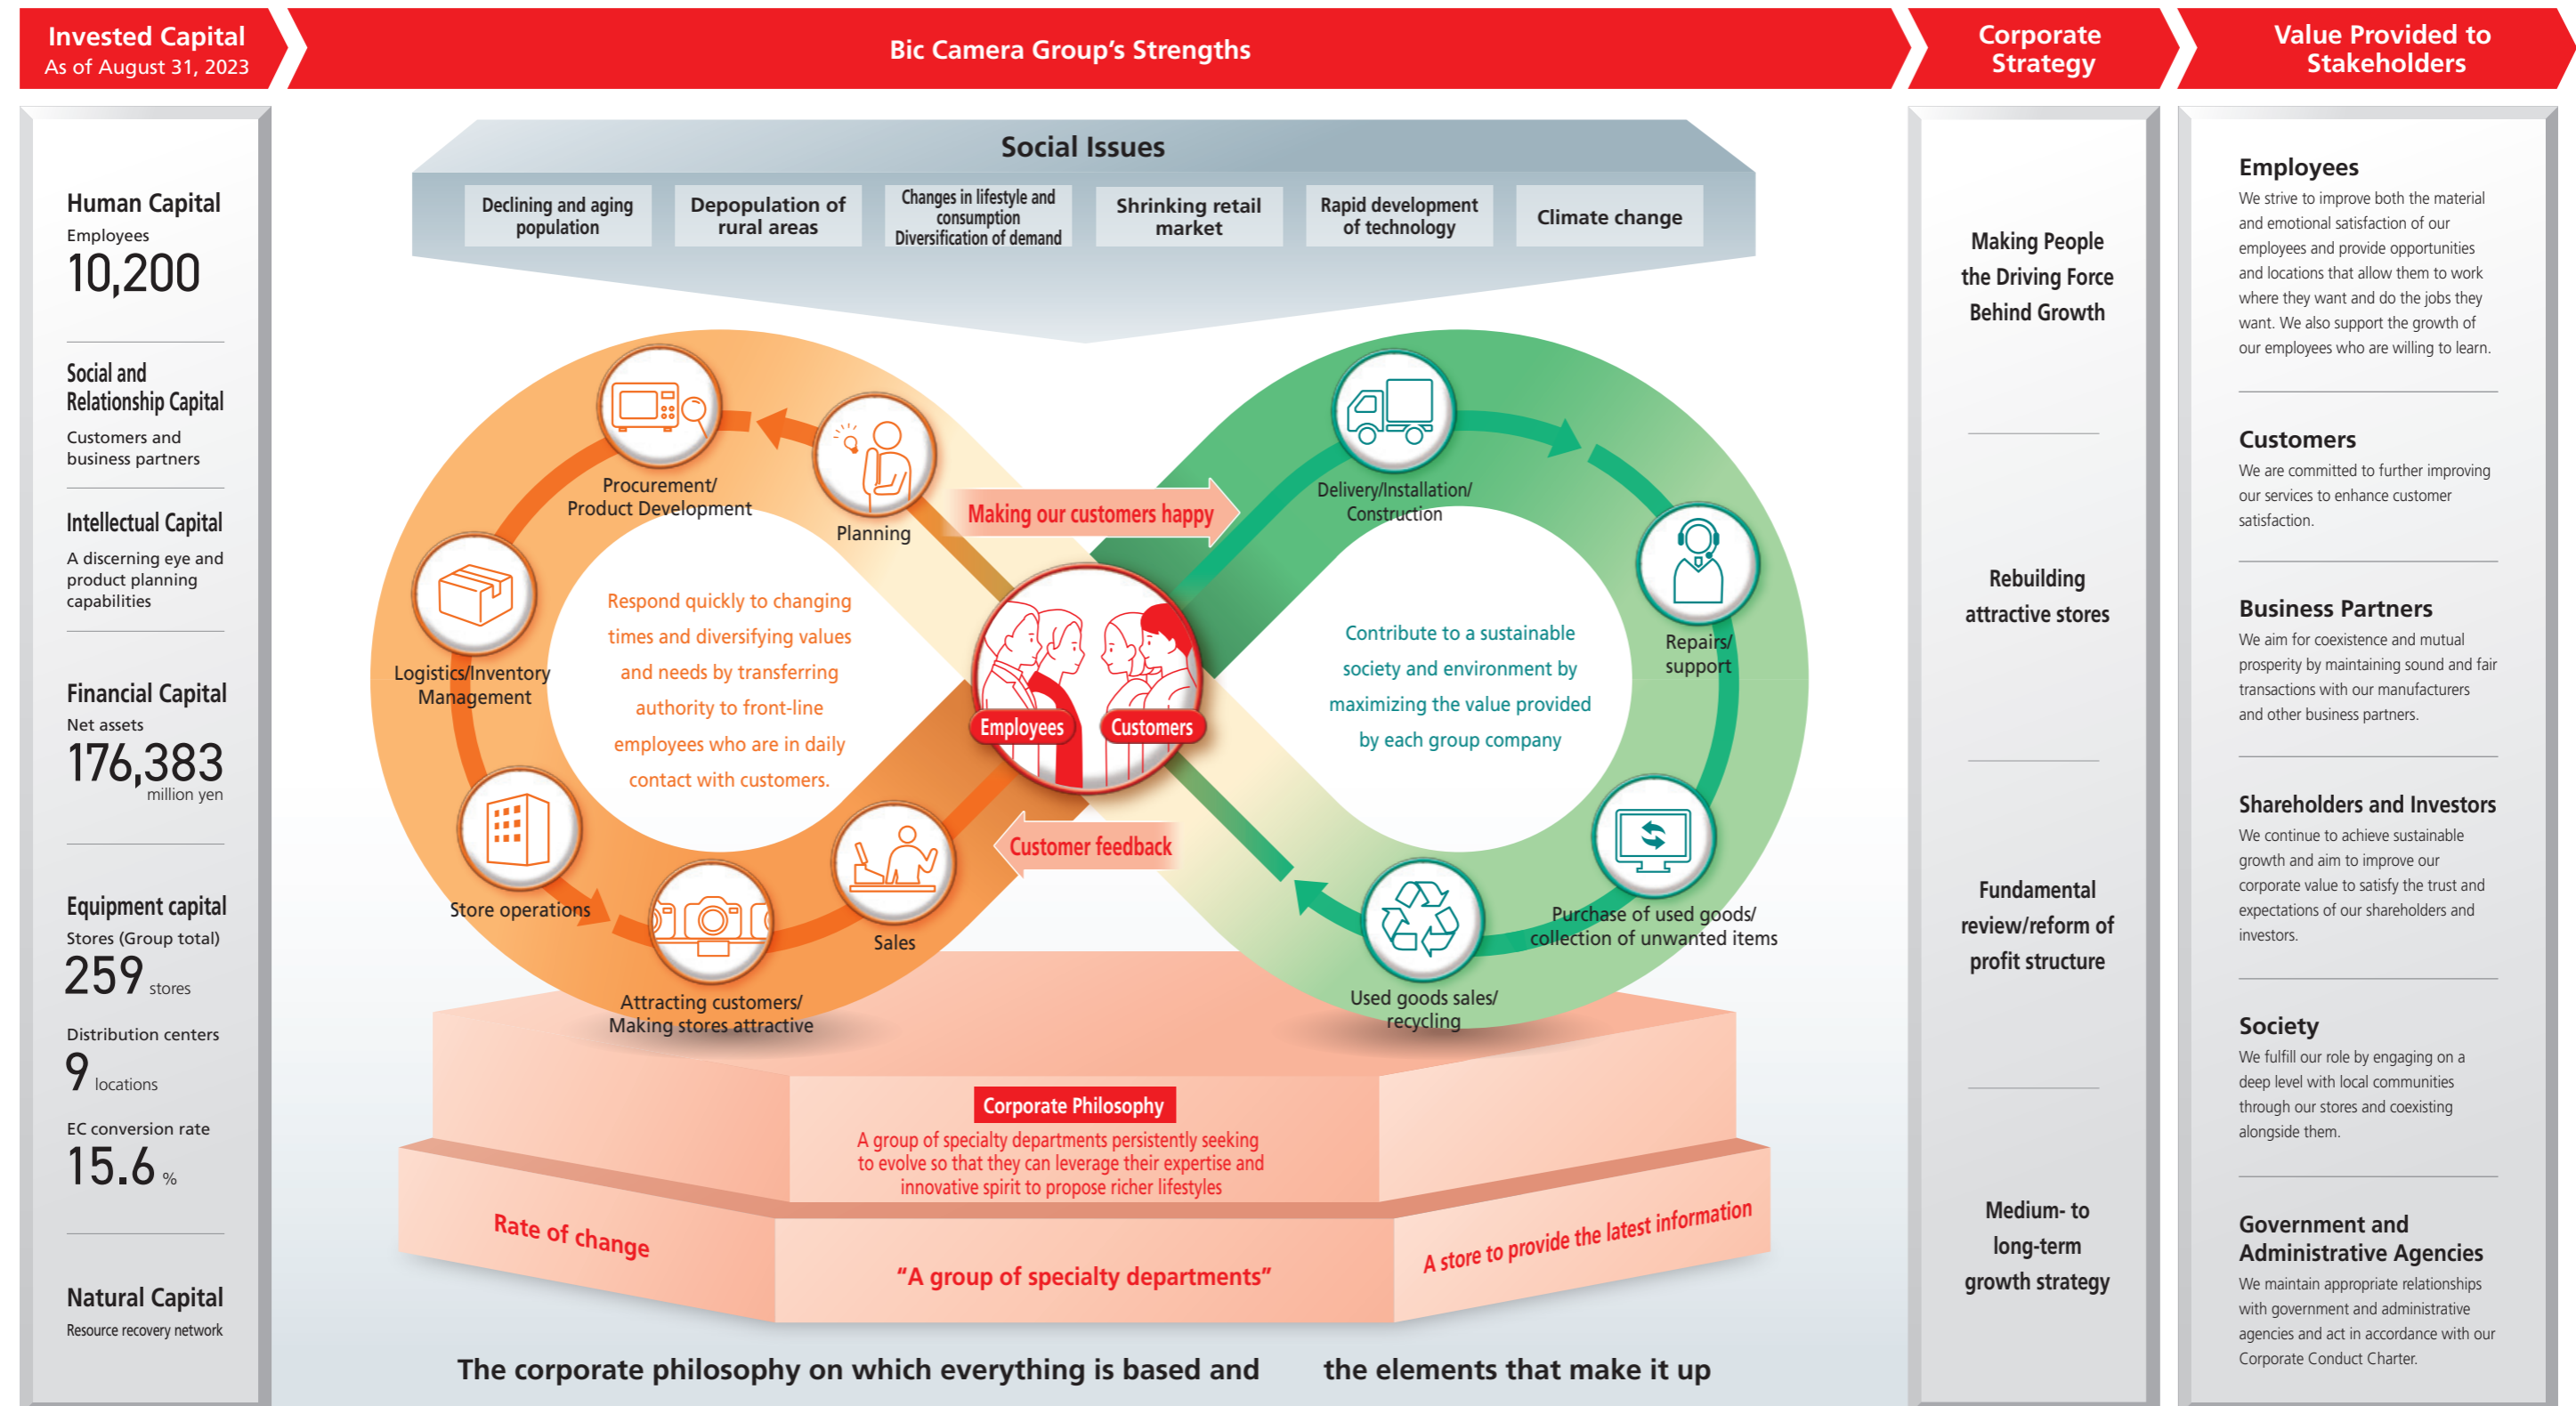 Invested Capital
As of August 31, 2023
Bic Camera Group's Strengths
Corporate
Strategy
Value Provided to
Stakeholders
Human Capital
Employees
10,200
Social and
Relationship Capital
Customers and
business partners
Intellectual Capital
A discerning eye and
product planning
capabilities
Financial Capital
Net assets
176,383
million yen
Equipment capital
Stores (Group total)
259 stores
Distribution centers
9 locations
EC conversion rate
15.6 %
Natural Capital
Resource recovery network
Social Issues
Declining and aging
population
Depopulation of
rural areas
Changes in lifestyle and
consumption
Diversification of demand
Shrinking retail
market
Rapid development
of technology
Climate change
Procurement/
Product Development
Planning
Logistics/Inventory
Management
Store operations
Attracting customers/
Making stores attractive
Sales
Respond quickly to changing
times and diversifying values
and needs by transferring
authority to front-line
employees who are in daily
contact with customers.
Making our customers happy
Employees
Customers
Customer feedback
Delivery/Installation/
Construction
Repairs/
support
Purchase of used goods/
collection of unwanted items
Used goods sales/
recycling
Contribute to a sustainable
society and environment by
maximizing the value provided
by each group company
Corporate Philosophy
A group of specialty departments persistently seeking
to evolve so that they can leverage their expertise and
innovative spirit to propose richer lifestyles
Rate of change
“A group of specialty departments”
A store to provide the latest information
The corporate philosophy on which everything is based and the elements that make it up
Making People
the Driving Force
Behind Growth
Rebuilding
attractive stores
Fundamental
review/reform of
profit structure
Medium- to
long-term
growth strategy
Employees
We strive to improve both the material
and emotional satisfaction of our
employees and provide opportunities
and locations that allow them to work
where they want and do the jobs they
want. We also support the growth of
our employees who are willing to learn.
Customers
We are committed to further improving
our services to enhance customer
satisfaction.
Business Partners
We aim for coexistence and mutual
prosperity by maintaining sound and fair
transactions with our manufacturers
and other business partners.
Shareholders and Investors
We continue to achieve sustainable
growth and aim to improve our
corporate value to satisfy the trust and
expectations of our shareholders and
investors.
Society
We fulfill our role by engaging on a
deep level with local communities
through our stores and coexisting
alongside them.
Government and
Administrative Agencies
We maintain appropriate relationships
with government and administrative
agencies and act in accordance with our
Corporate Conduct Charter.